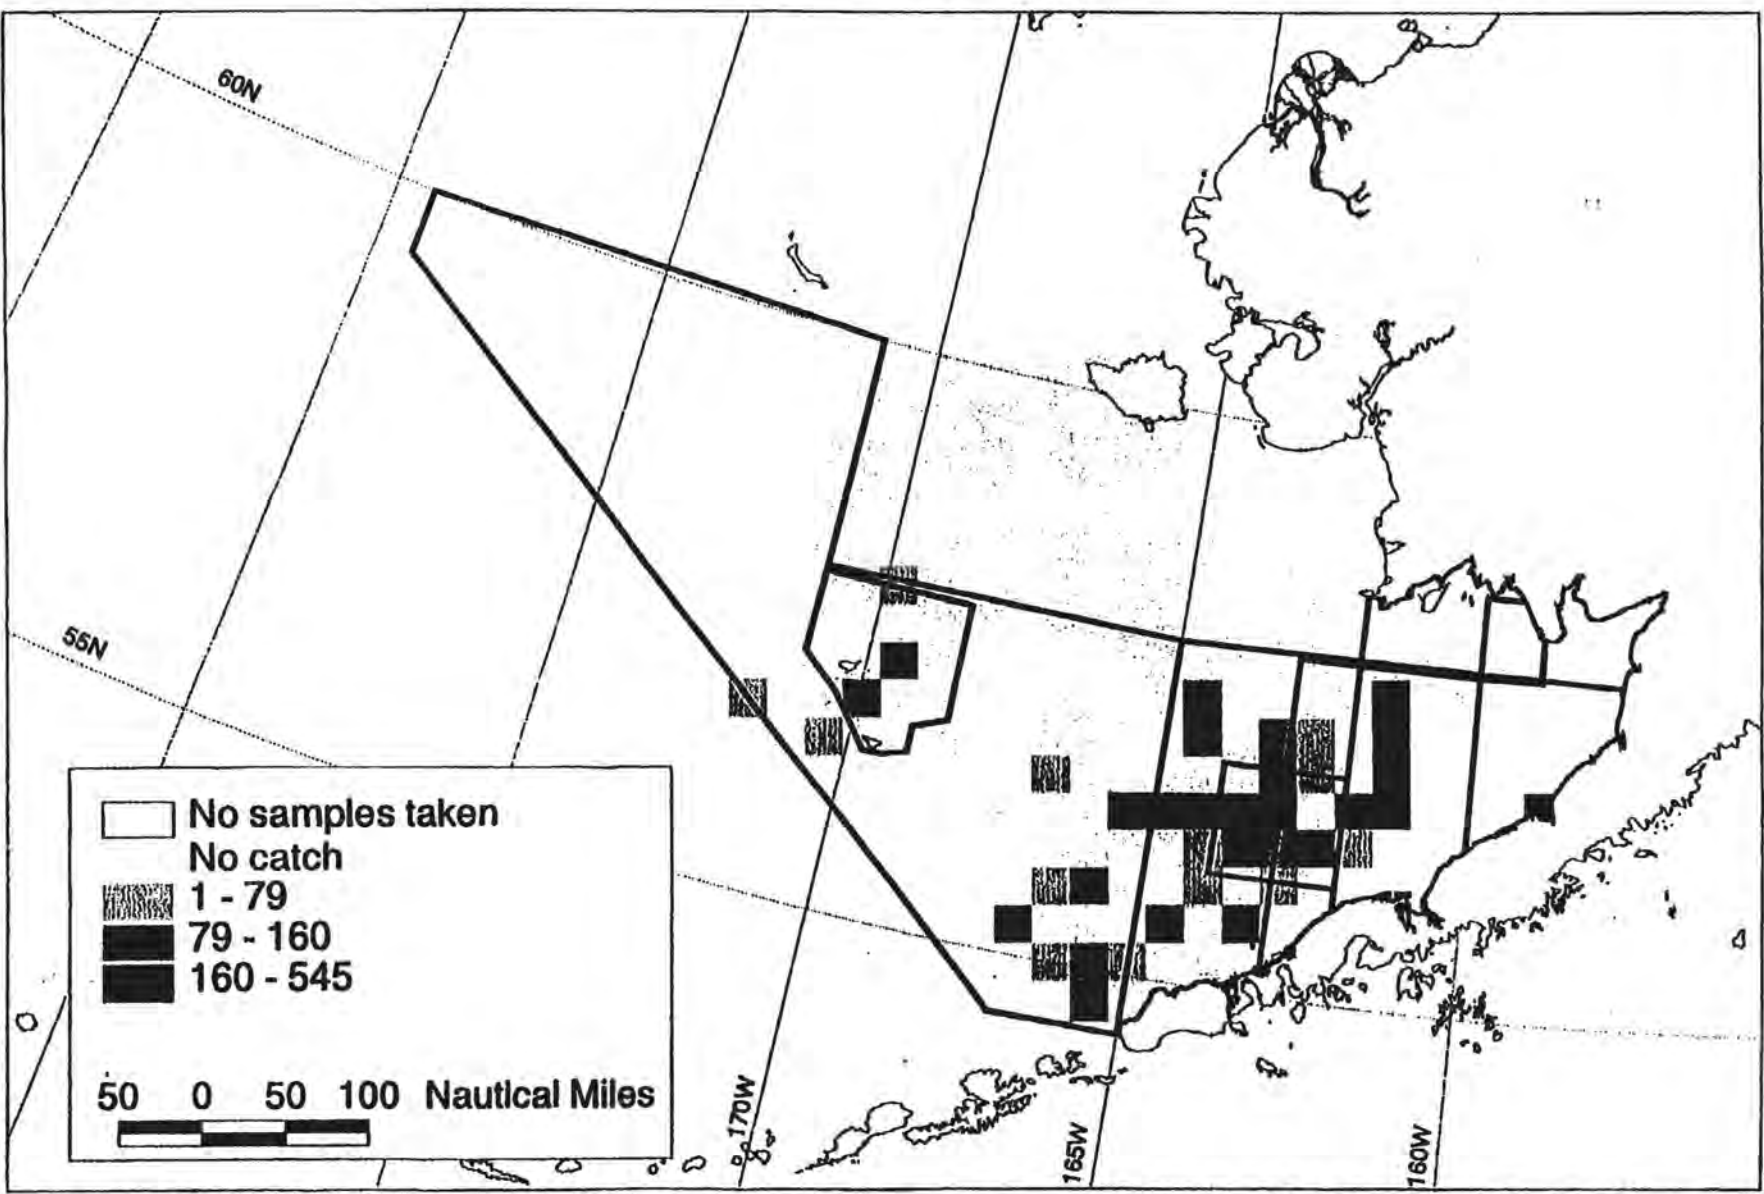 60N
55N
No samples taken
No catch
1 - 79
79 - 160
160 - 545
50 0 50 100 Nautical Miles
170W
165W
160W